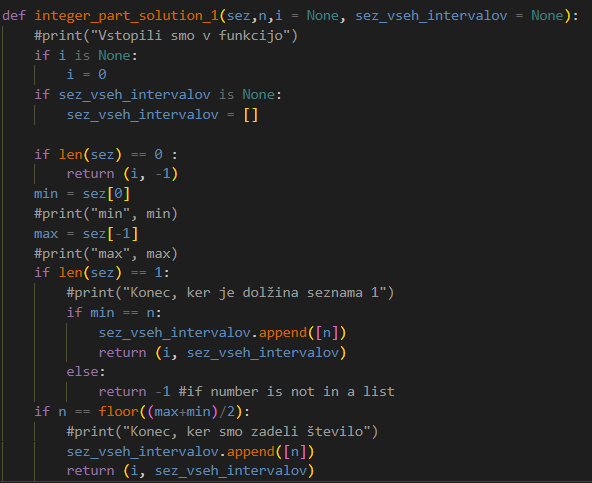 def integer_part_solution_1(sez,n,i = None, sez_vseh_intervalov = None):
    #print("Vstopili smo v funkcijo")
    if i is None:
        i = 0
    if sez_vseh_intervalov is None:
        sez_vseh_intervalov = []
    if len(sez) == 0 :
        return (i, -1)
    min = sez[0]
    #print("min", min)
    max = sez[-1]
    #print("max", max)
    if len(sez) == 1:
        #print("Konec, ker je dolžina seznama 1")
        if min == n:
            sez_vseh_intervalov.append([n])
            return (i, sez_vseh_intervalov)
        else:
            return -1 #if number is not in a list
    if n == floor((max+min)/2):
        #print("Konec, ker smo zadeli število")
        sez_vseh_intervalov.append([n])
        return (i, sez_vseh_intervalov)